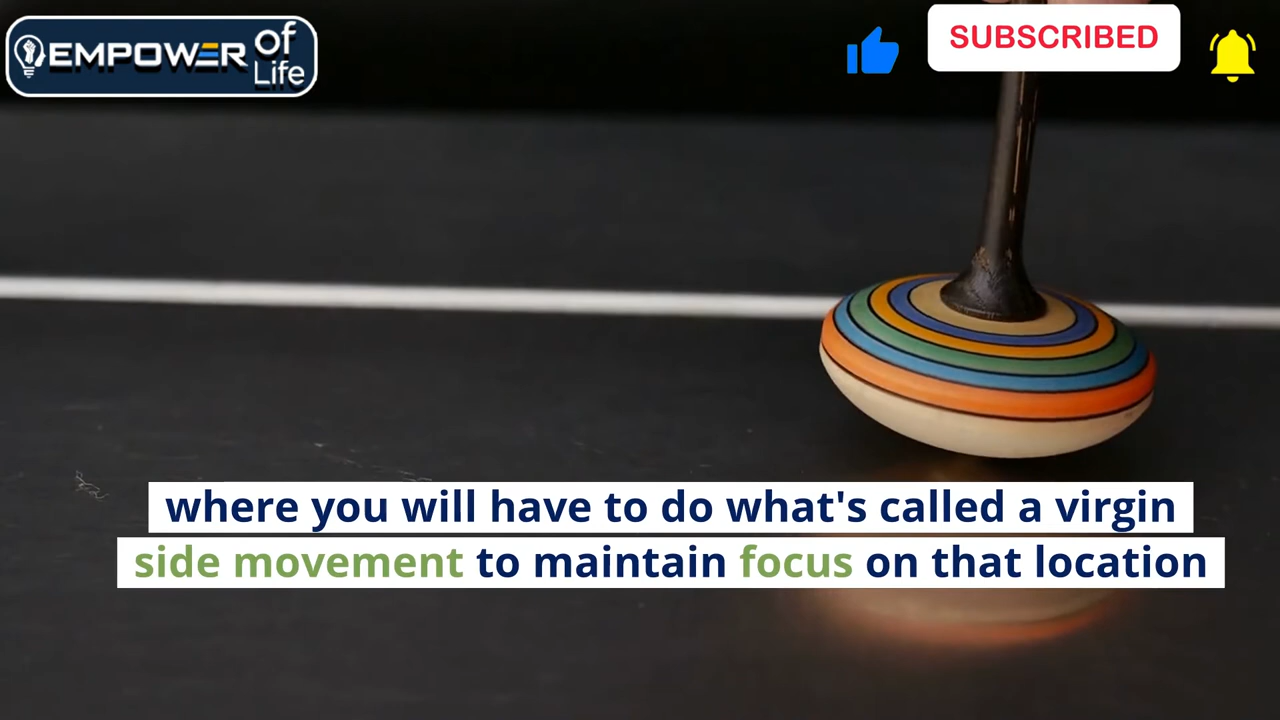 EMPOWER
Of
Life
SUBSCRIBED
where you will have to do what's called a virgin
side movement to maintain focus on that location